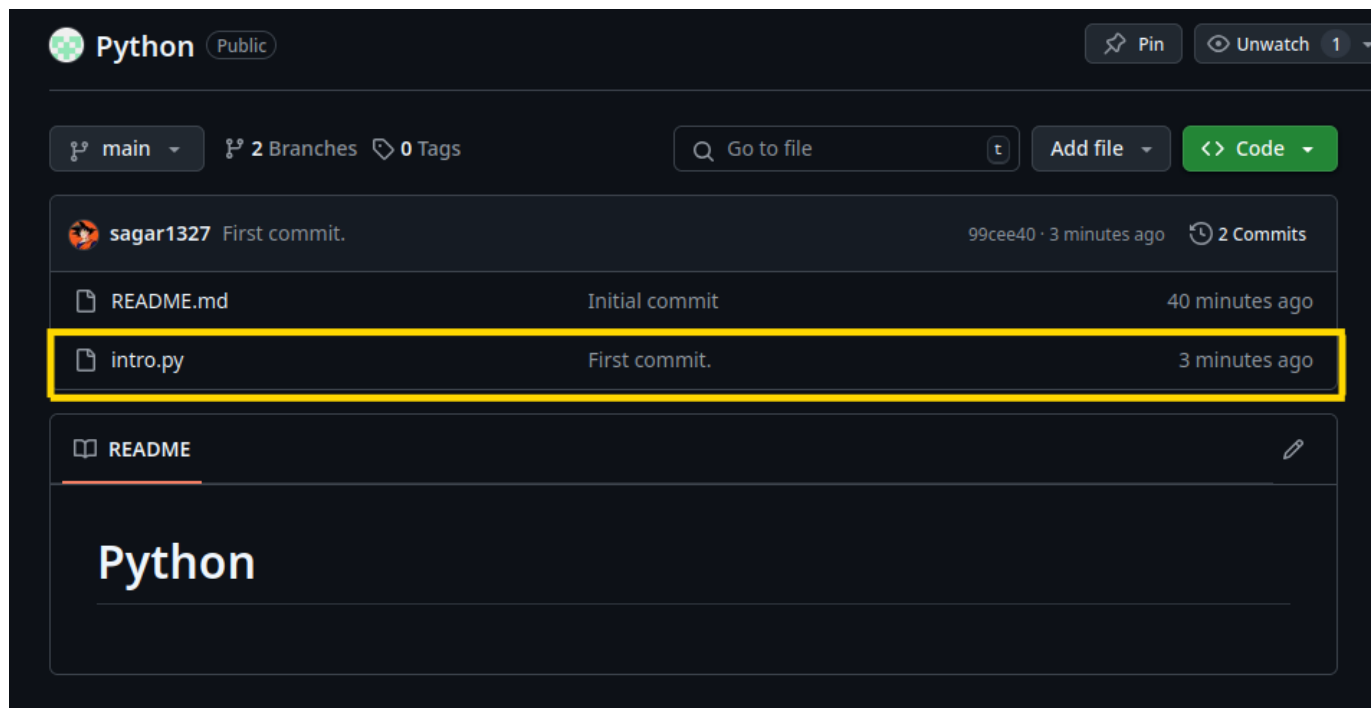 Python Public Pin Unwatch 1
main 2 Branches 0 Tags Go to file t Add file Code
sagar1327 First commit. 99cee40 · 3 minutes ago 2 Commits
README.md Initial commit 40 minutes ago
intro.py First commit. 3 minutes ago
README
Python